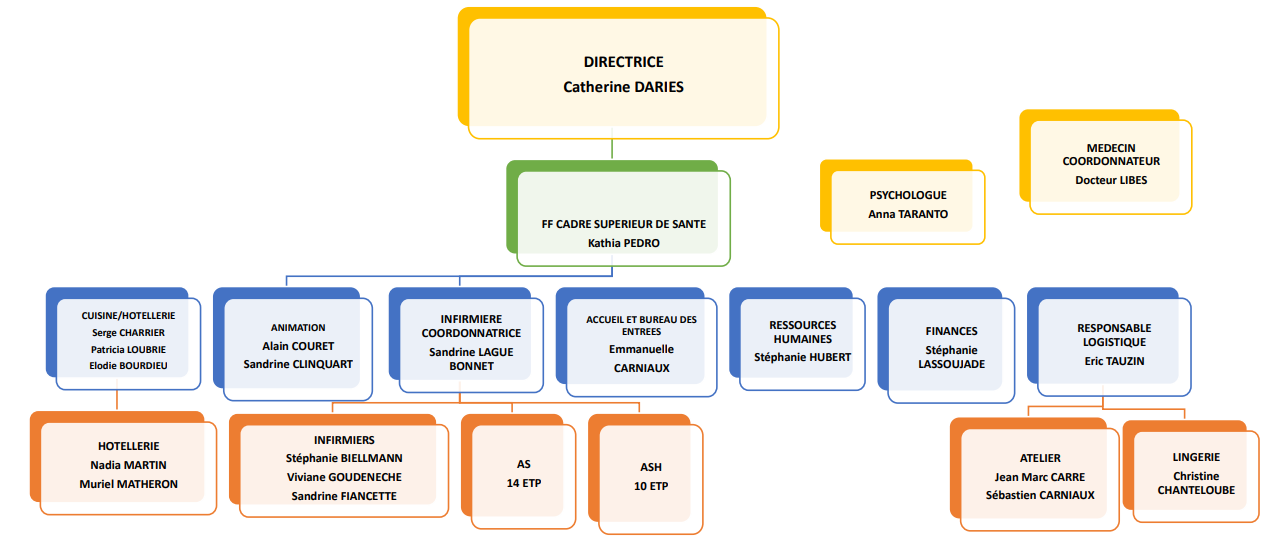 DIRECTRICE
Catherine DARIES
MEDECIN
COORDONNATEUR
Docteur LIBES
PSYCHOLOGUE
Anna TARANTO
FF CADRE SUPERIEUR DE SANTE
Kathia PEDRO
CUISINE/HOTELLERIE
Serge CHARRIER
Patricia LOUBRIE
Elodie BOURDIEU
ANIMATION
Alain COURET
Sandrine CLINQUART
INFIRMIERE
COORDONNATRICE
Sandrine LAGUE
BONNET
ACCUEIL ET BUREAU DES
ENTREES
Emmanuelle
CARNIAUX
RESSOURCES
HUMAINES
Stéphanie HUBERT
FINANCES
Stéphanie
LASSOUJADE
RESPONSABLE
LOGISTIQUE
Eric TAUZIN
HOTELLERIE
Nadia MARTIN
Muriel MATHERON
INFIRMIERS
Stéphanie BIELLMANN
Viviane GOUDENECHE
Sandrine FIANCETTE
AS
14 ETP
ASH
10 ETP
ATELIER
Jean Marc CARRE
Sébastien CARNIAUX
LINGERIE
Christine
CHANTELOUBE